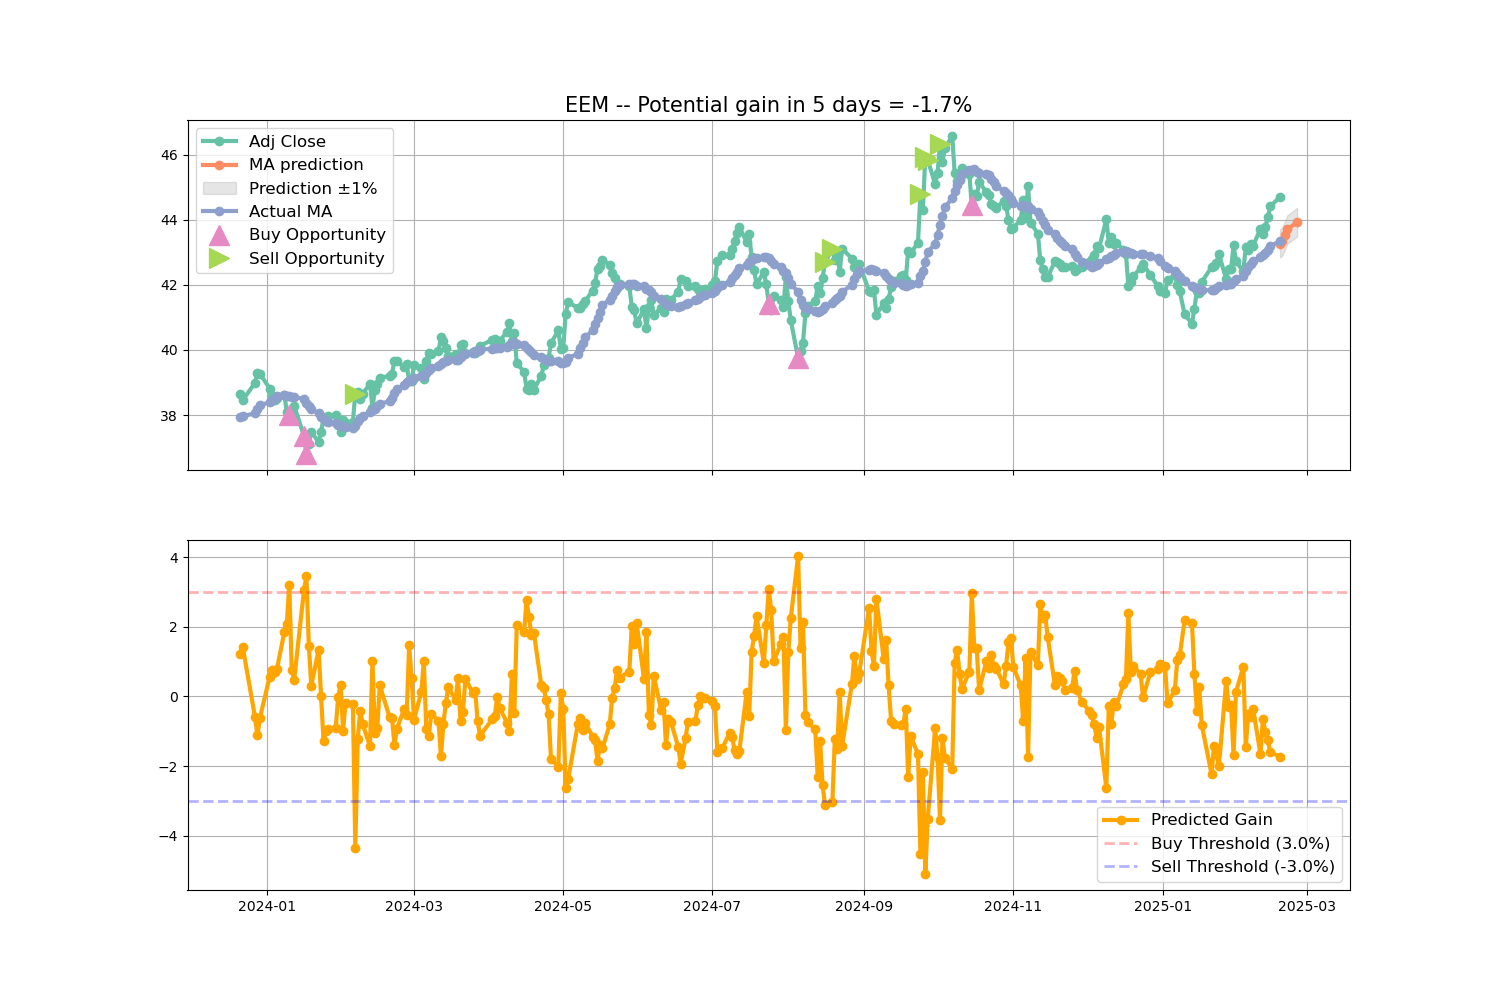 EEM -- Potential gain in 5 days = -1.7%
46
44
42
40
38
Adj Close
MA prediction
Prediction ±1%
Actual MA
Buy Opportunity
Sell Opportunity
4
2
0
−2
−4
Predicted Gain
Buy Threshold (3.0%)
Sell Threshold (-3.0%)
2024-01
2024-03
2024-05
2024-07
2024-09
2024-11
2025-01
2025-03